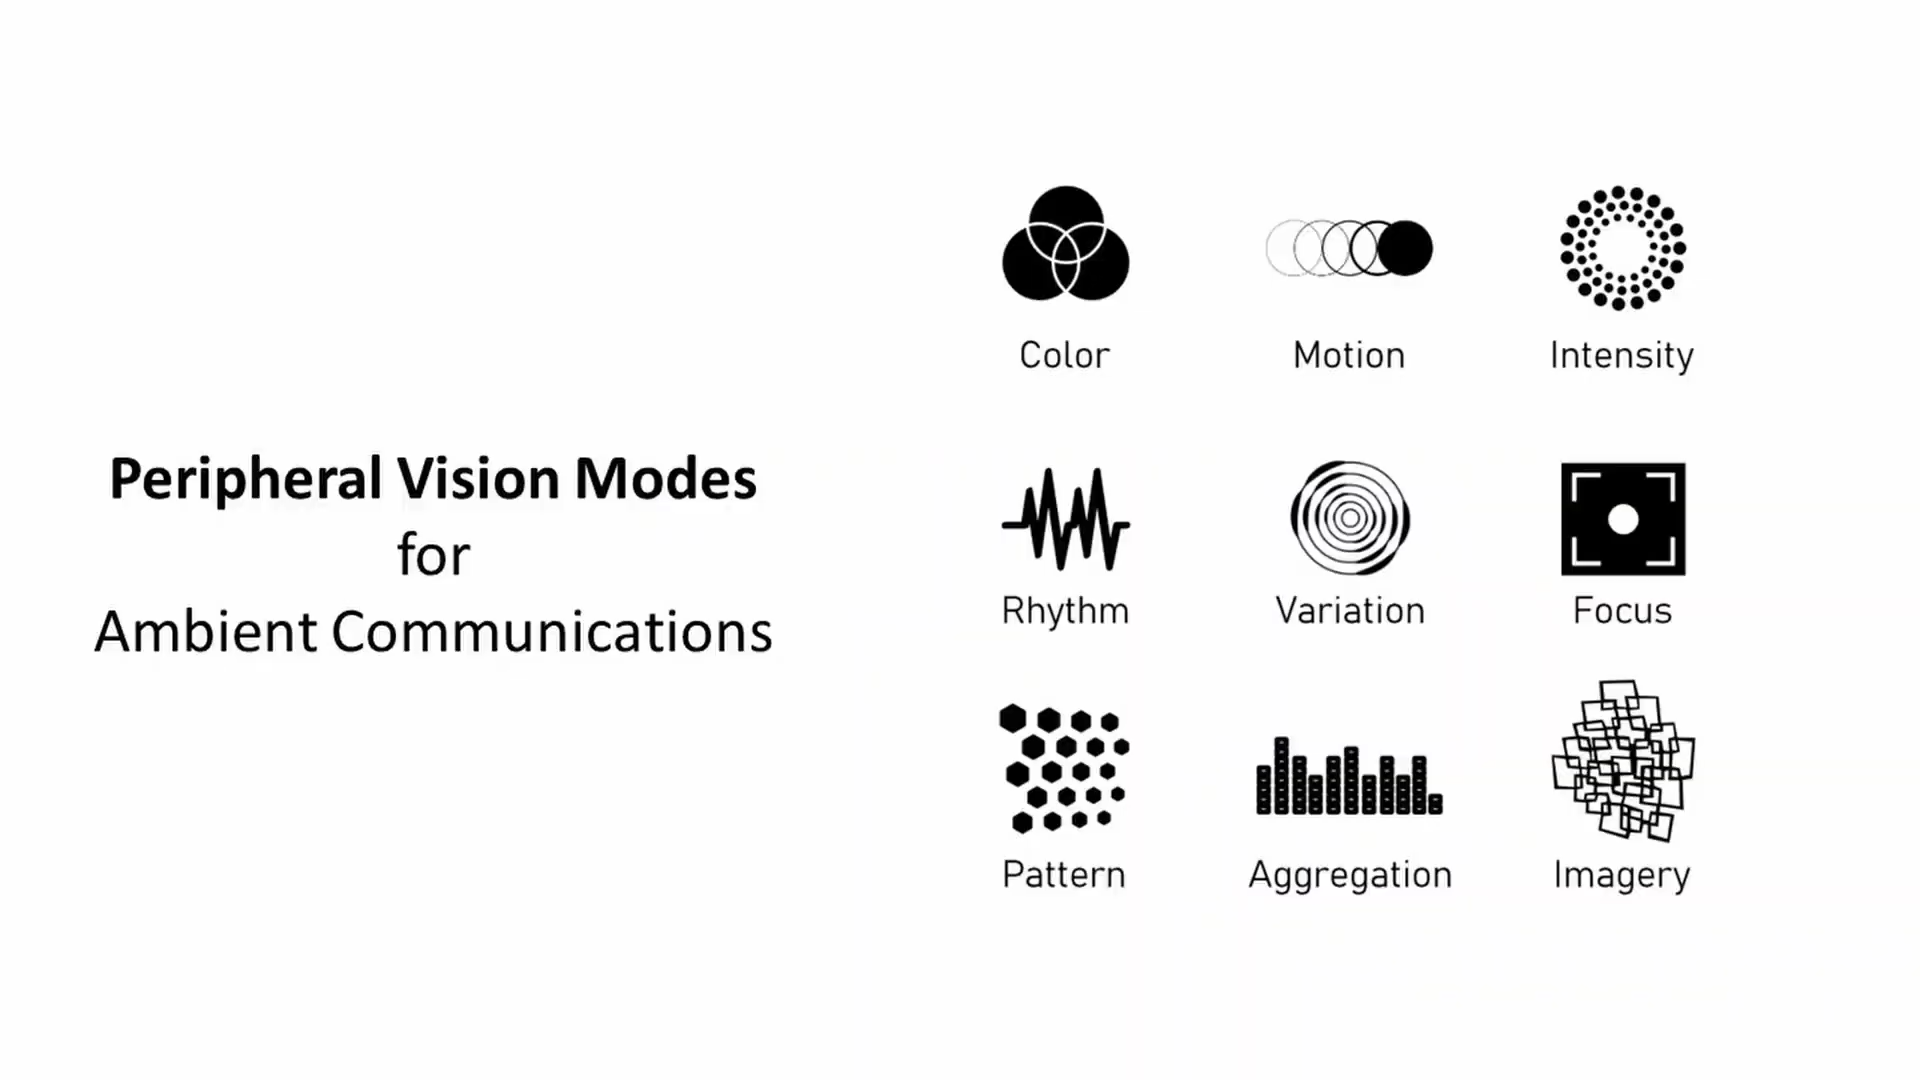 Peripheral Vision Modes
for
Ambient Communications
Color
Motion
Intensity
Rhythm
Variation
Focus
Pattern
Aggregation
Imagery